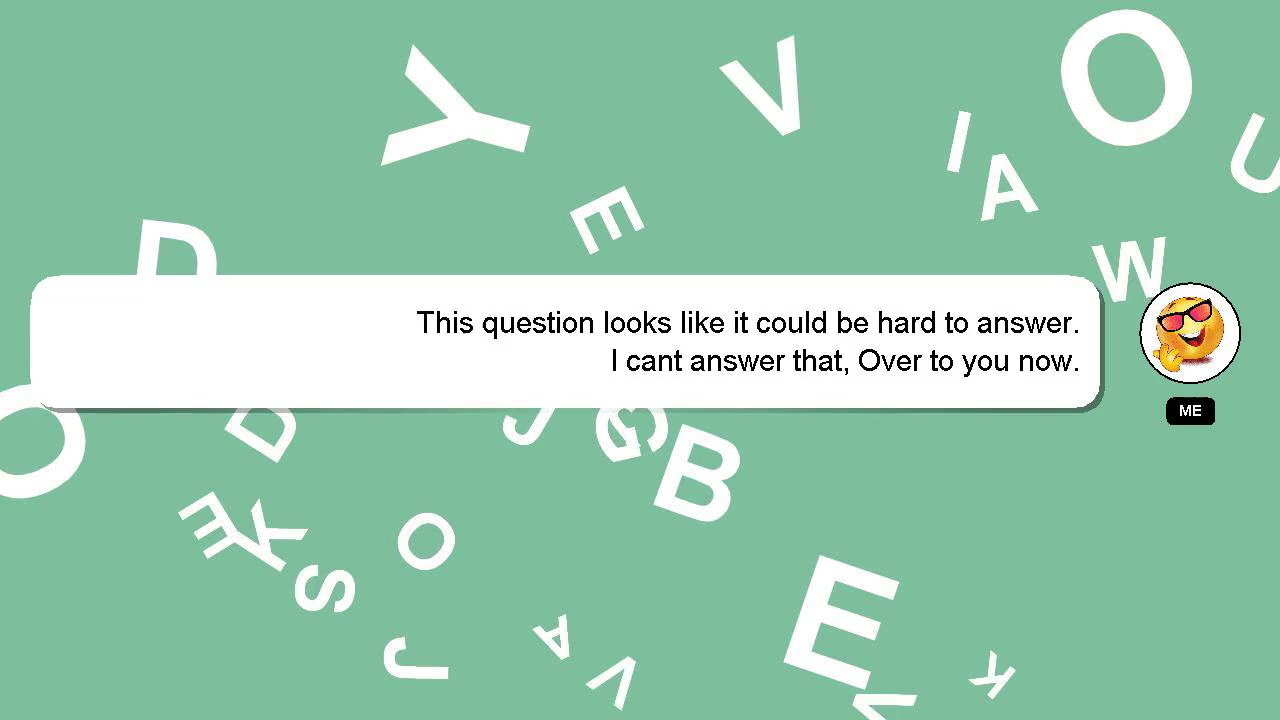 Y
V
O
I
U
A
E
D
W
This question looks like it could be hard to answer.
I cant answer that, Over to you now.
ME
O
D
J
G
B
E
K
O
S
E
A
J
V
K
V